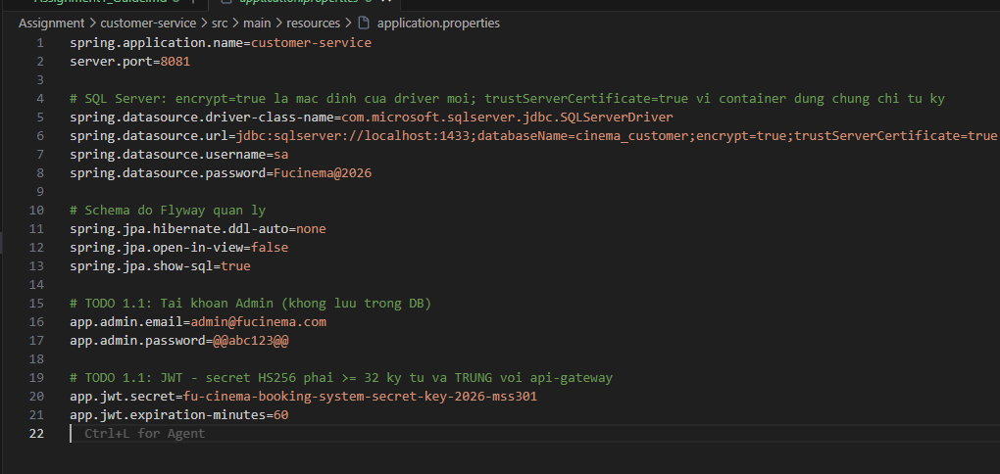 Assignment1_Guide.md
application.properties
Assignment > customer-service > src > main > resources > application.properties
1 spring.application.name=customer-service
2 server.port=8081
3
4 # SQL Server: encrypt=true la mac dinh cua driver moi; trustServerCertificate=true vi container dung chung chi tu ky
5 spring.datasource.driver-class-name=com.microsoft.sqlserver.jdbc.SQLServerDriver
6 spring.datasource.url=jdbc:sqlserver://localhost:1433;databaseName=cinema_customer;encrypt=true;trustServerCertificate=true
7 spring.datasource.username=sa
8 spring.datasource.password=Fucinema@2026
9
10 # Schema do Flyway quan ly
11 spring.jpa.hibernate.ddl-auto=none
12 spring.jpa.open-in-view=false
13 spring.jpa.show-sql=true
14
15 # TODO 1.1: Tai khoan Admin (khong luu trong DB)
16 app.admin.email=admin@fucinema.com
17 app.admin.password=@@abc123@@
18
19 # TODO 1.1: JWT - secret HS256 phai >= 32 ky tu va TRUNG voi api-gateway
20 app.jwt.secret=fu-cinema-booking-system-secret-key-2026-mss301
21 app.jwt.expiration-minutes=60
22 Ctrl+L for Agent